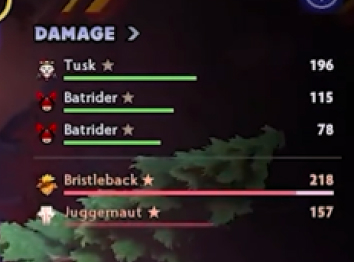 DAMAGE >
Tusk ★ 196
Batrider ★ 115
Batrider ★ 78
Bristleback ★ 218
Juggernaut ★ 157